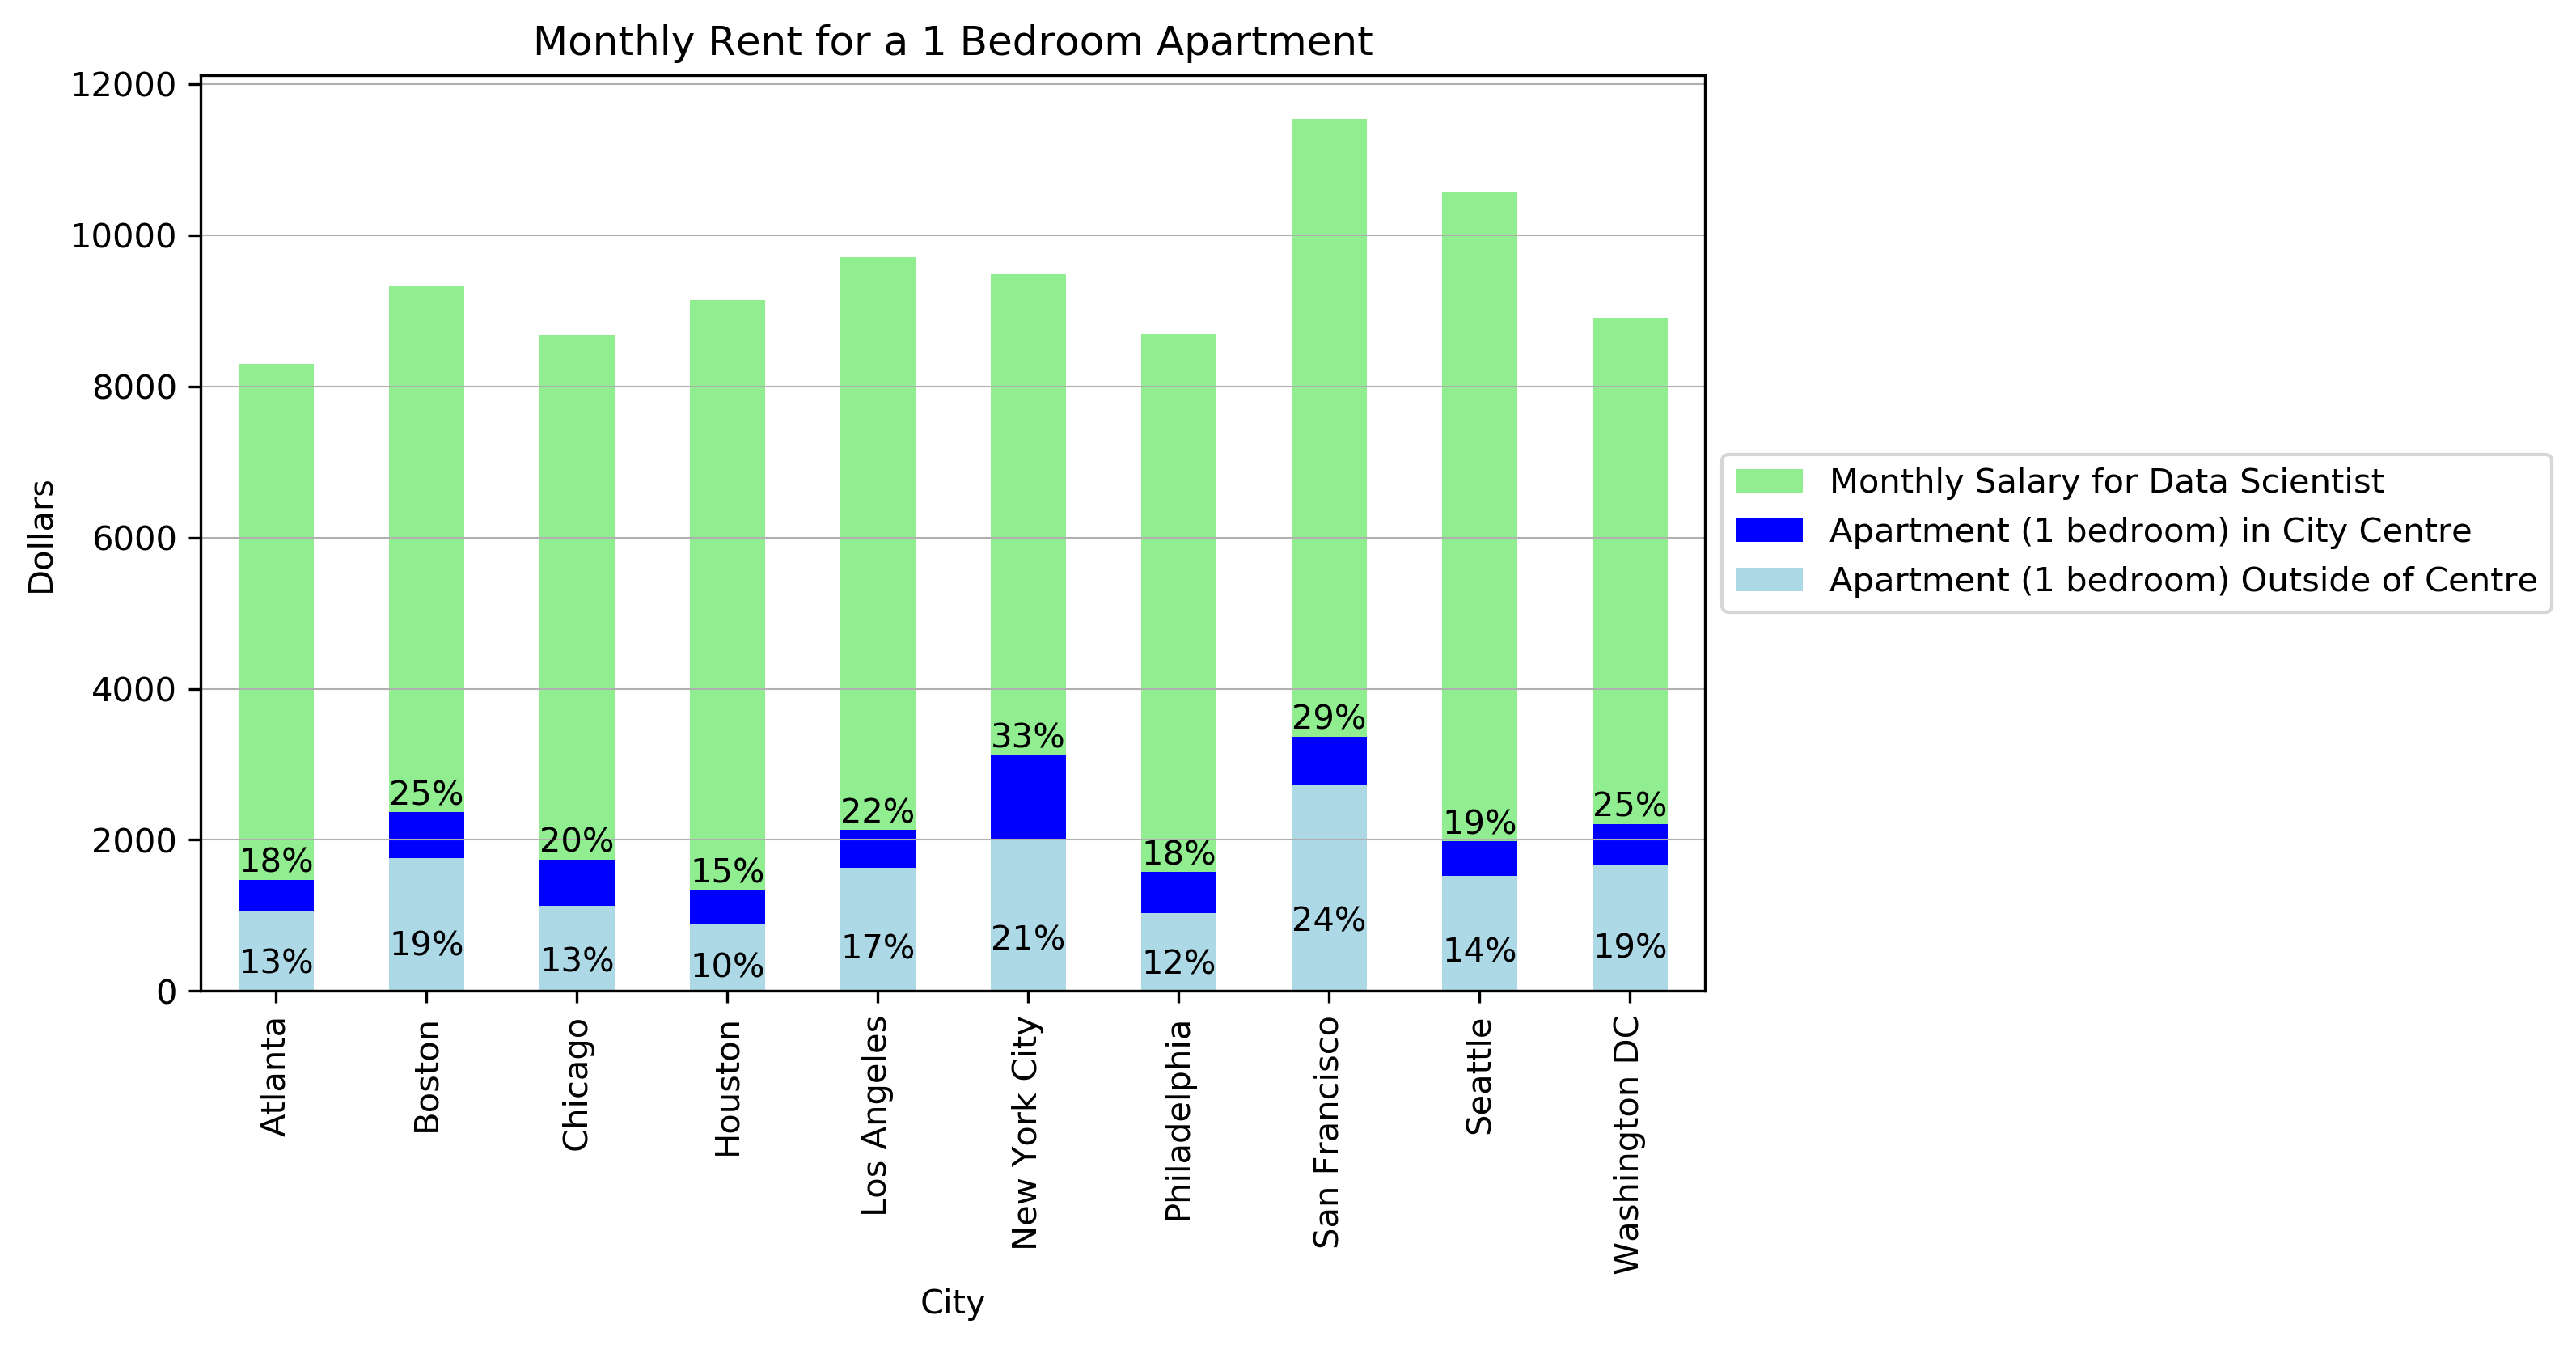 Monthly Rent for a 1 Bedroom Apartment
12000
10000
8000
6000
4000
2000
0
Dollars
18%
25%
20%
15%
22%
33%
18%
29%
19%
25%
13%
19%
13%
10%
17%
21%
12%
24%
14%
19%
Atlanta
Boston
Chicago
Houston
Los Angeles
New York City
Philadelphia
San Francisco
Seattle
Washington DC
City
Monthly Salary for Data Scientist
Apartment (1 bedroom) in City Centre
Apartment (1 bedroom) Outside of Centre